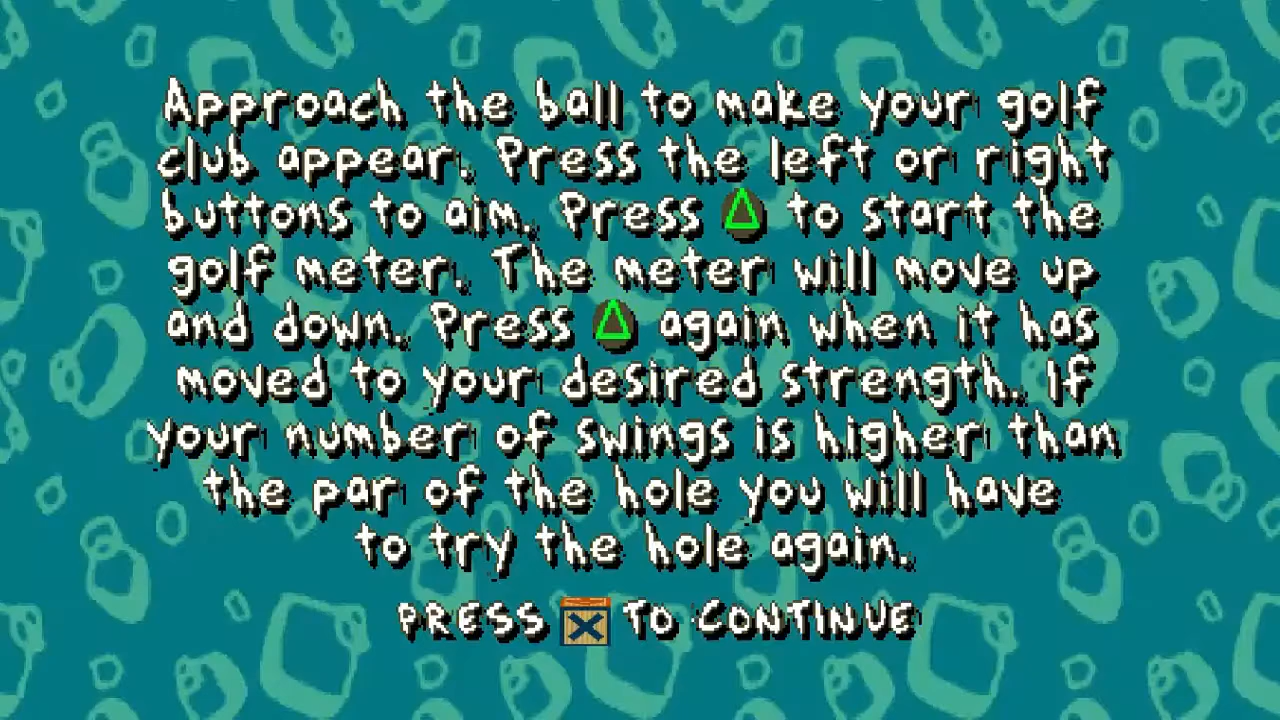 Approach the ball to make your golf
club appear. Press the left or right
buttons to aim. Press △ to start the
golf meter. The meter will move up
and down. Press △ again when it has
moved to your desired strength. If
your number of swings is higher than
the par of the hole you will have
to try the hole again.
PRESS X TO CONTINUE